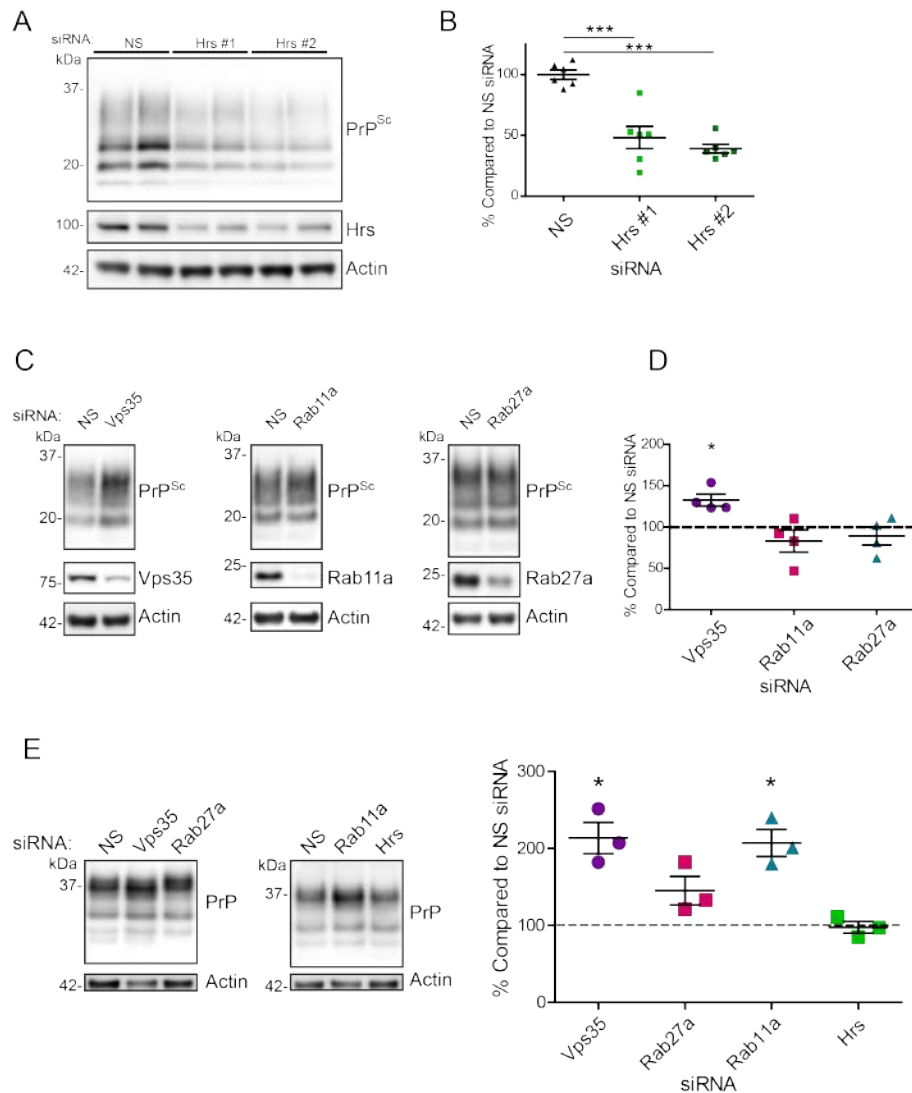 A
siRNA: NS Hrs #1 Hrs #2
kDa
37-
20-
PrPSc
100-
Hrs
42-
Actin
B
***
***
% Compared to NS siRNA
100
50
0
NS Hrs #1 Hrs #2
siRNA
C
siRNA: NS Vps35
kDa
37-
20-
PrPSc
75-
Vps35
42-
Actin
NS Rab11a
kDa
37-
20-
PrPSc
25-
Rab11a
42-
Actin
NS Rab27a
kDa
37-
20-
PrPSc
25-
Rab27a
42-
Actin
D
% Compared to NS siRNA
200
150
100
50
0
*
Vps35 Rab11a Rab27a
siRNA
E
siRNA: NS Vps35 Rab27a
kDa
37-
PrP
42-
Actin
NS Rab11a Hrs
kDa
37-
PrP
42-
Actin
% Compared to NS siRNA
300
200
100
0
* *
Vps35 Rab27a Rab11a Hrs
siRNA